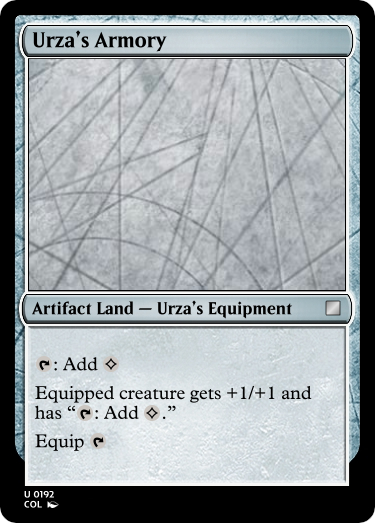 Urza's Armory
Artifact Land — Urza's Equipment
: Add
Equipped creature gets +1/+1 and
has “ : Add .”
Equip
U 0192
COL